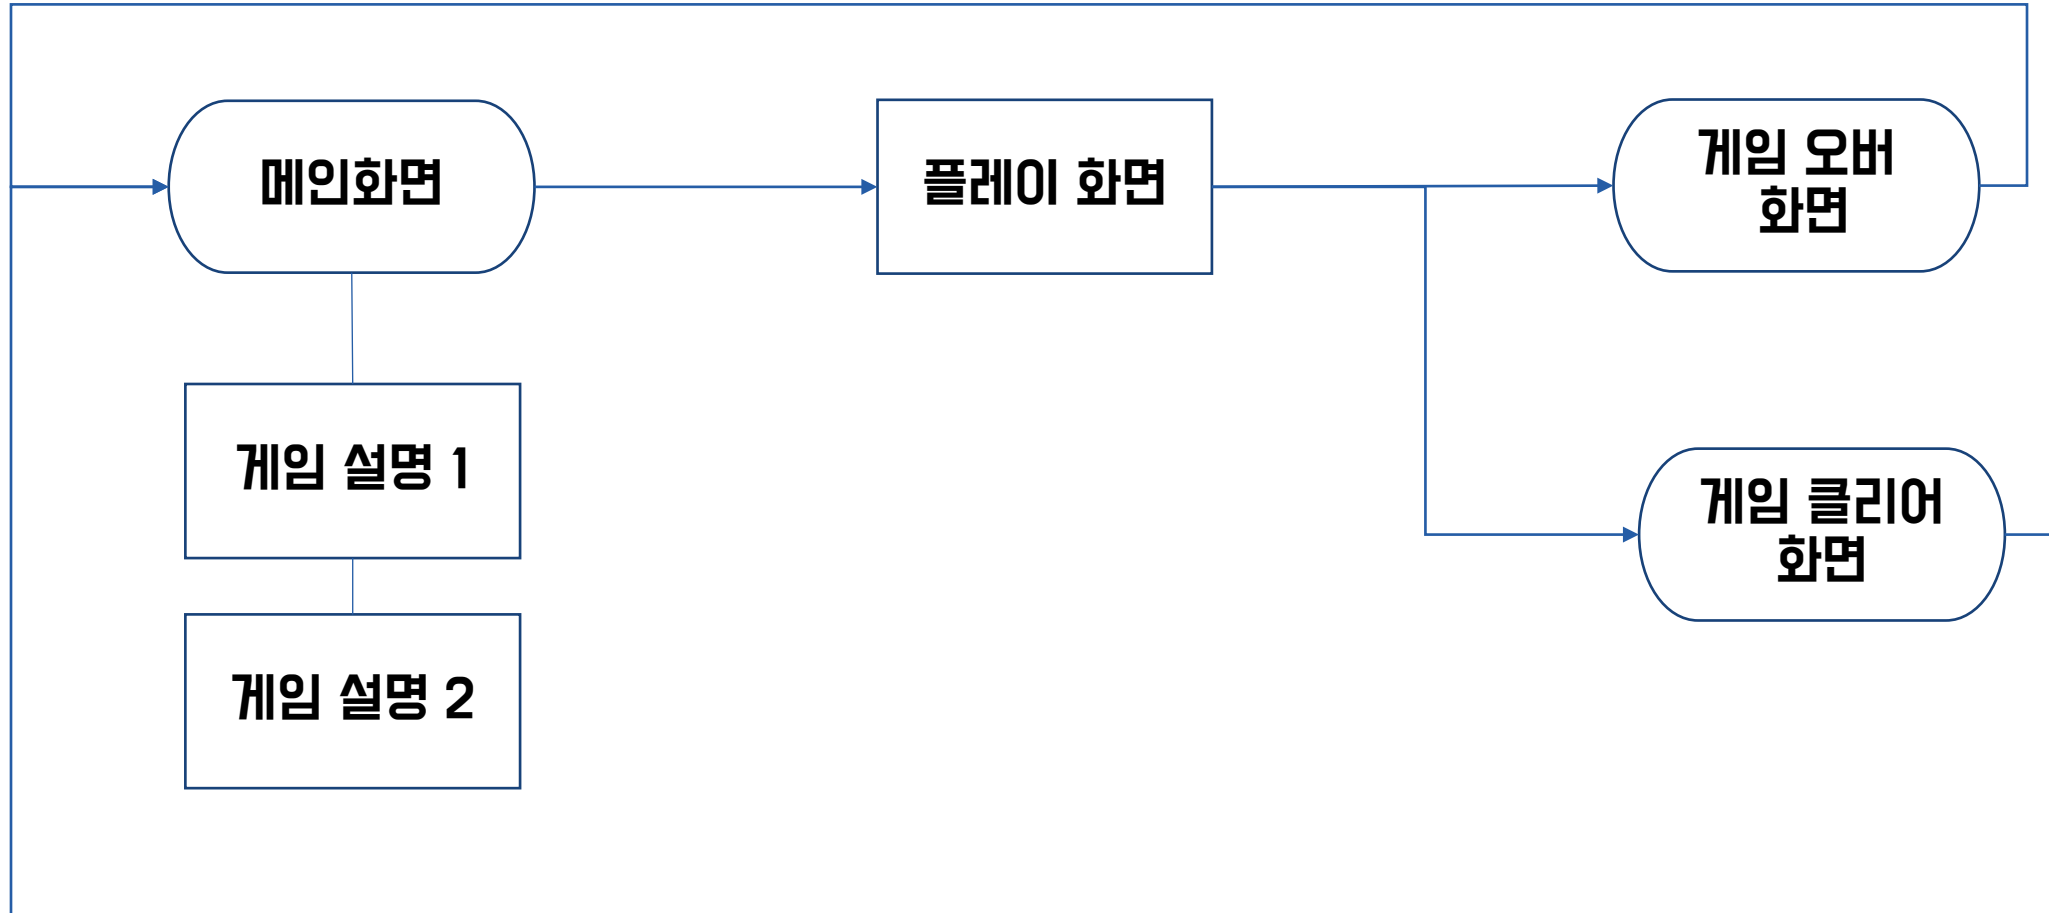 메인화면
플레이 화면
게임 오버
화면
게임 설명 1
게임 클리어
화면
게임 설명 2